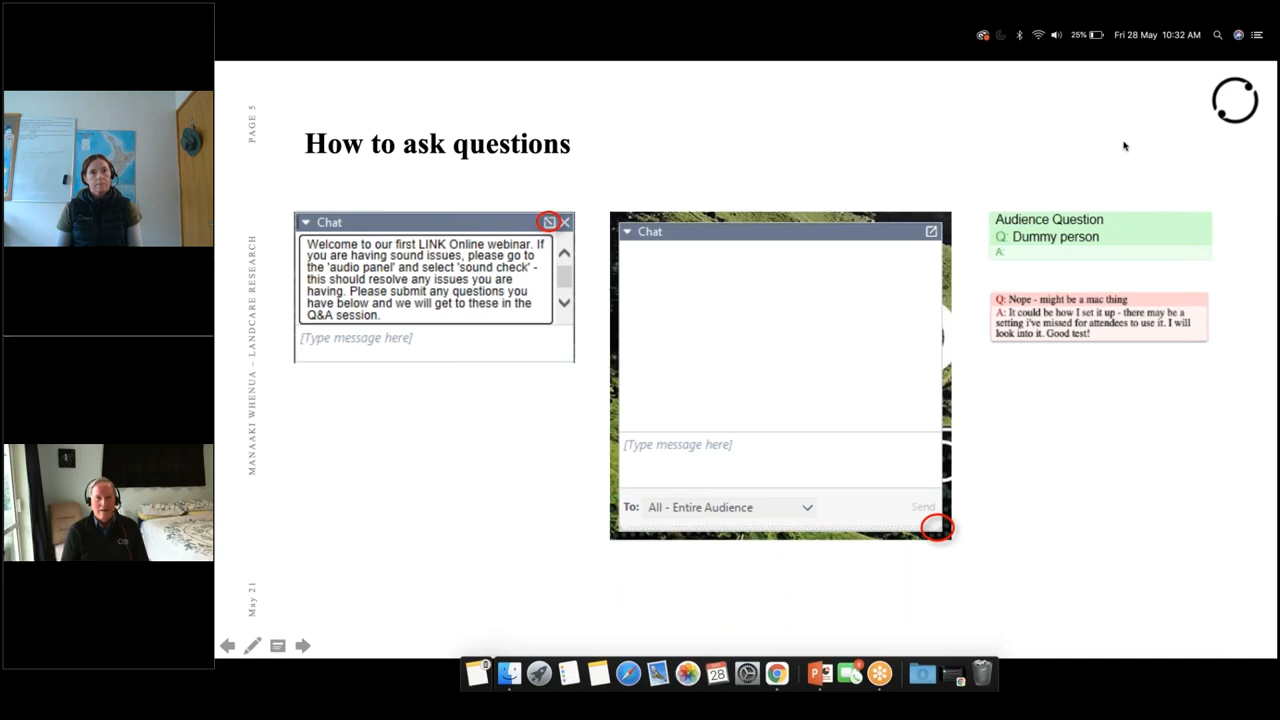 25%
Fri 28 May 10:32 AM
PAGE 5
MANAAKI WHENUA – LANDCARE RESEARCH
May 21
How to ask questions
Chat
Welcome to our first LINK Online webinar. If
you are having sound issues, please go to
the 'audio panel' and select 'sound check' -
this should resolve any issues you are
having. Please submit any questions you
have below and we will get to these in the
Q&A session.
[Type message here]
Chat
[Type message here]
To: All - Entire Audience
Send
Audience Question
Q: Dummy person
A:
Q: Nope - might be a mac thing
A: It could be how I set it up - there may be a
setting i've missed for attendees to use it. I will
look into it. Good test!
28